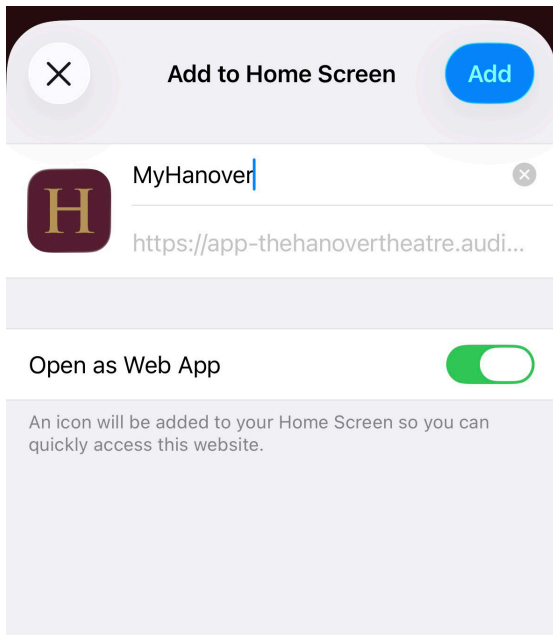 Add to Home Screen
Add
MyHanover
H
https://app-thehanovertheatre.audi...
Open as Web App
An icon will be added to your Home Screen so you can
quickly access this website.